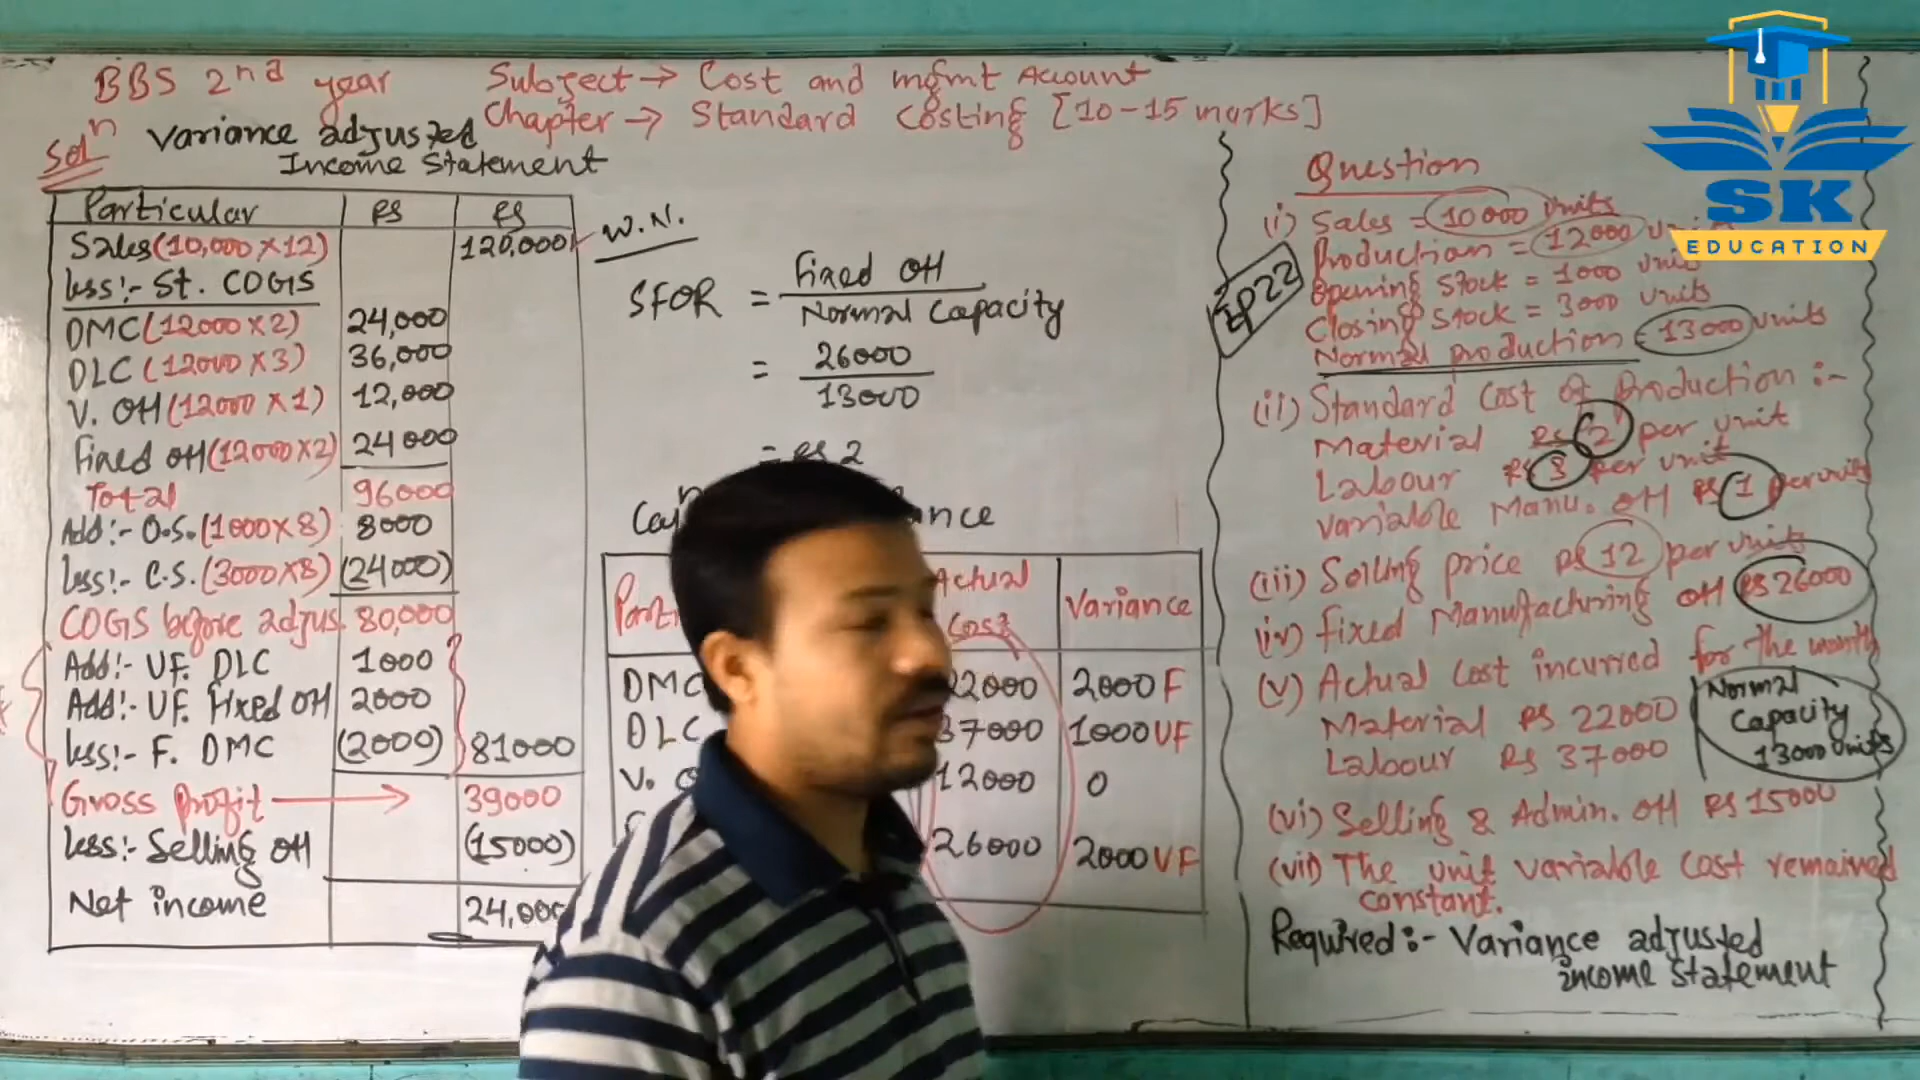 BBS 2nd year
Subject → Cost and mgmt Account
Chapter → Standard Costing [10-15 marks]
Soln Variance adjusted
Income Statement
Particular RS RS
Sales (10,000 × 12) 120,000
less:- St. COGS
DMC (12000 × 2) 24,000
DLC (12000 × 3) 36,000
V. OH (12000 × 1) 12,000
Fixed OH (12000 × 2) 24000
Total 96000
Add:- O.S. (1000 × 8) 8000
less:- C.S. (3000 × 8) (24000)
COGS before adjus. 80,000
Add:- UF. DLC 1000
Add:- UF. Fixed OH 2000
less:- F. DMC (2000) 81000
Gross profit → 39000
less:- Selling OH (15000)
Net income 24,000
W.N.
SFOR = Fixed OH
Normal Capacity
= 26000
13000
= RS 2
Actual Cost Variance
DMC 22000 2000 F
DLC 37000 1000 UF
V. 12000 0
26000 2000 UF
EP22
Question
(i) Sales = 10000 units
Production = 12000
Opening Stock = 1000
Closing Stock = 3000 units
Normal production = 13000 units
(ii) Standard Cost of Production :-
Material RS 2 per unit
Labour RS 3 per unit
Variable Manu. OH RS 1 per unit
(iii) Selling price RS 12 per units
(iv) Fixed Manufacturing OH RS 26000
(v) Actual Cost incurred for the month
Material RS 22000
Labour RS 37000
Normal
Capacity
13000 units
(vi) Selling & Admin. OH RS 15000
(vii) The unit variable cost remained
constant.
Required:- Variance adjusted
income statement
SK
EDUCATION